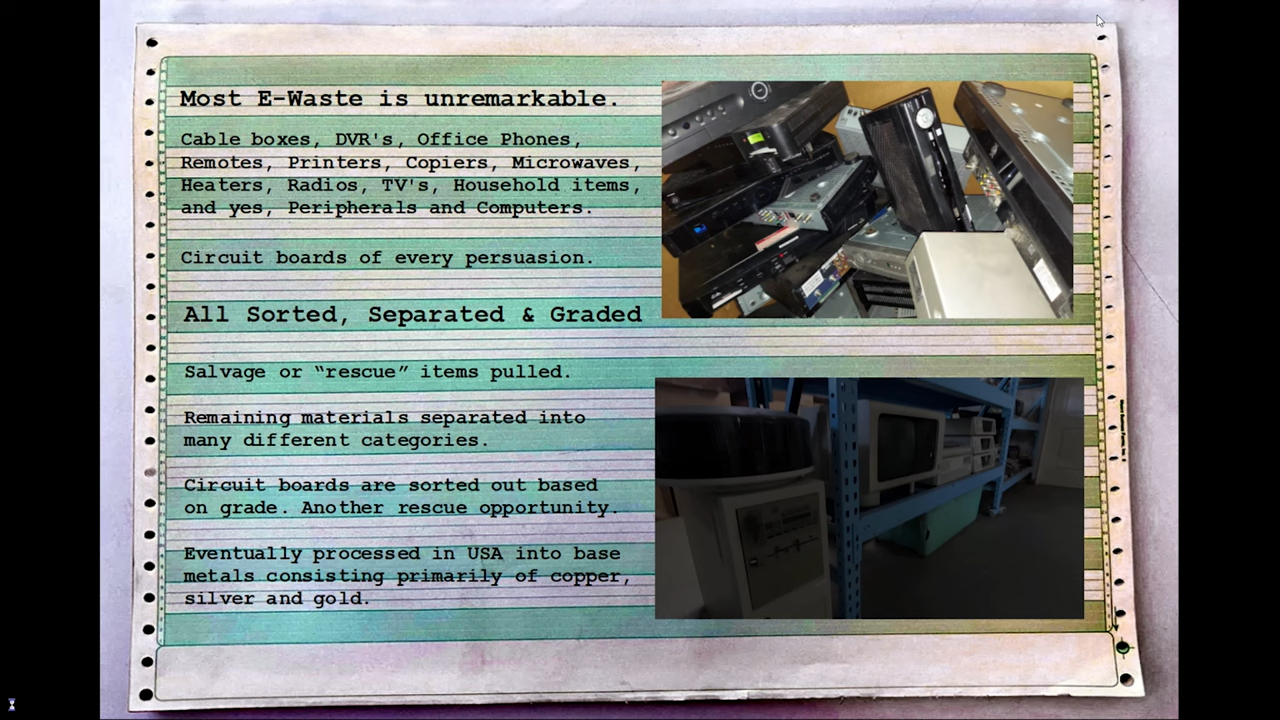 Most E-Waste is unremarkable.
Cable boxes, DVR's, Office Phones,
Remotes, Printers, Copiers, Microwaves,
Heaters, Radios, TV's, Household items,
and yes, Peripherals and Computers.
Circuit boards of every persuasion.
All Sorted, Separated & Graded
Salvage or “rescue” items pulled.
Remaining materials separated into
many different categories.
Circuit boards are sorted out based
on grade. Another rescue opportunity.
Eventually processed in USA into base
metals consisting primarily of copper,
silver and gold.